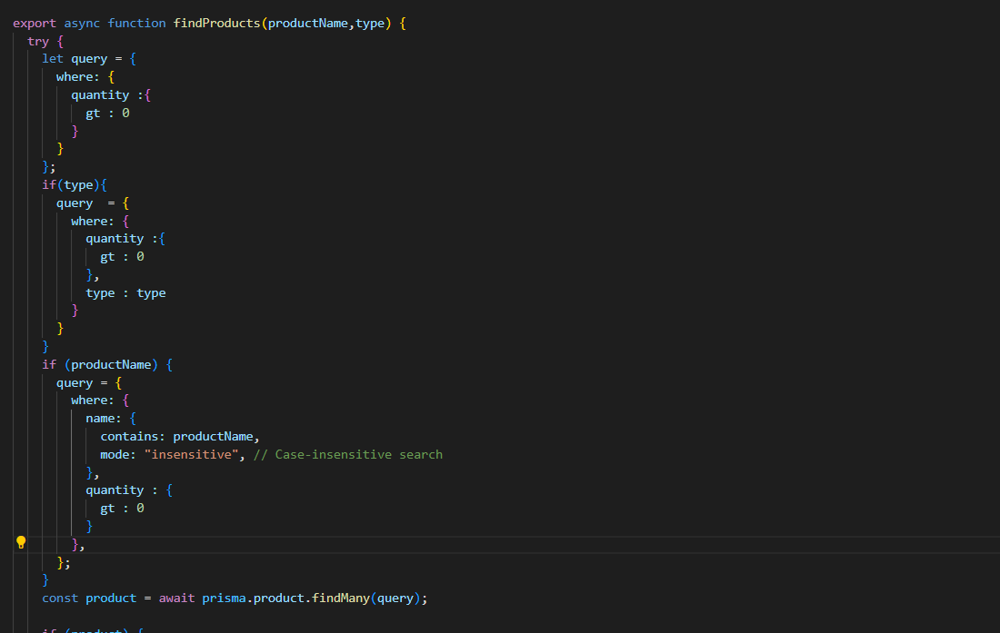 export async function findProducts(productName,type) {
  try {
    let query = {
      where: {
        quantity :{
          gt : 0
        }
      }
    };
    if(type){
      query  = {
        where: {
          quantity :{
            gt : 0
          },
          type : type
        }
      }
    }
    if (productName) {
      query = {
        where: {
          name: {
            contains: productName,
            mode: "insensitive", // Case-insensitive search
          },
          quantity : {
            gt : 0
          }
        },
      };
    }
    const product = await prisma.product.findMany(query);
    if (product) {